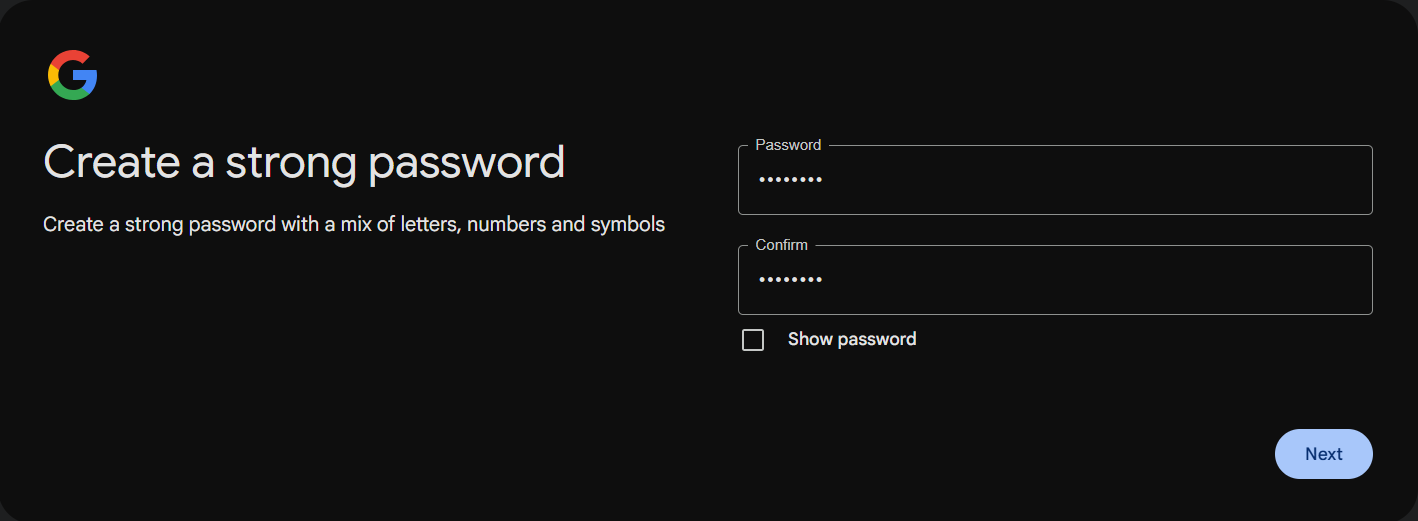 Create a strong password
Create a strong password with a mix of letters, numbers and symbols
Password
••••••••
Confirm
••••••••
Show password
Next